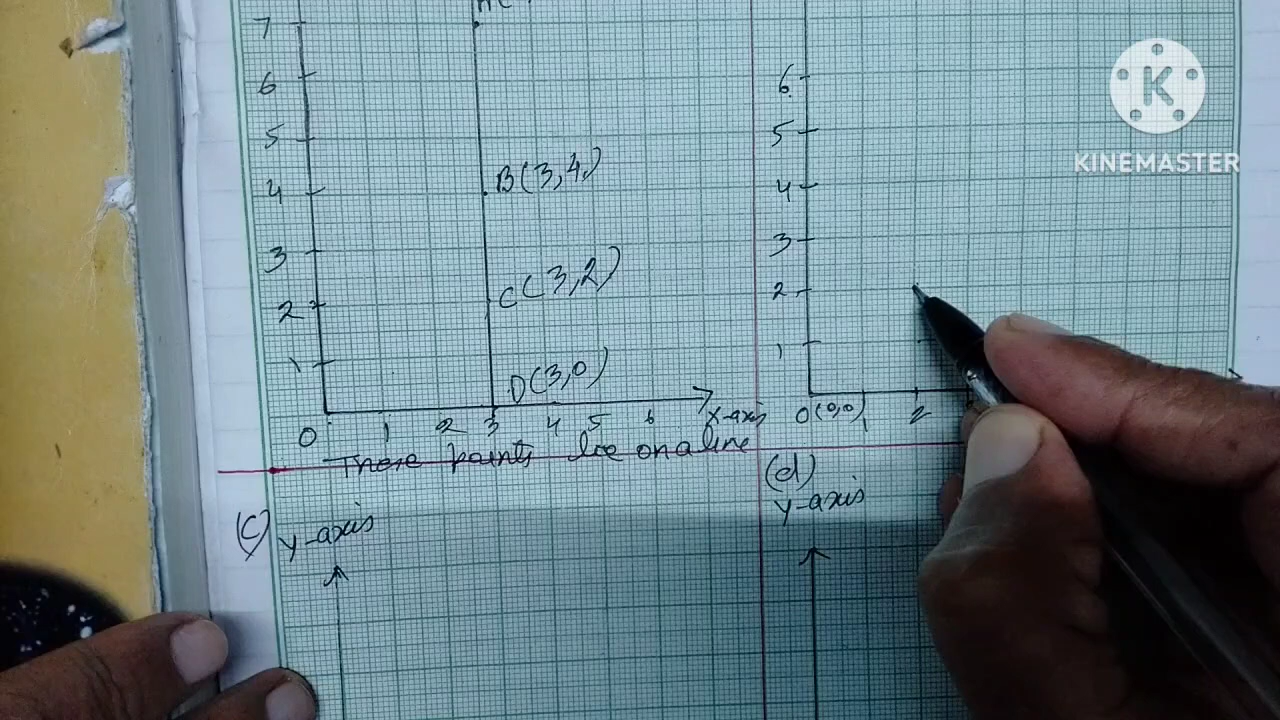 7
6
5
4
3
2
1
B(3,4)
C(3,2)
D(3,0)
0 1 2 3 4 5 6 X-axis
These points lie on a line
6
5
4
3
2
1
0(0,0) 1 2
(c) Y-axis
(d)
Y-axis
K
KINEMASTER